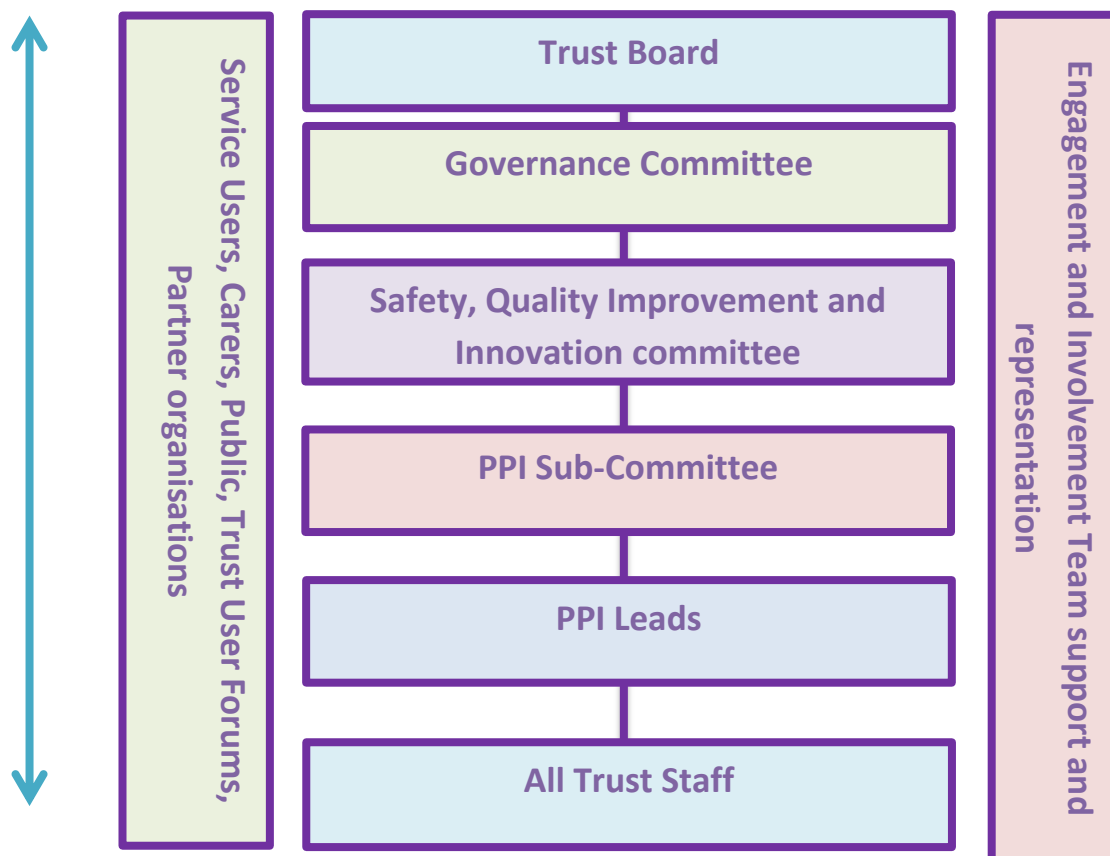 Service Users, Carers, Public, Trust User Forums,
Partner organisations
Trust Board
Governance Committee
Safety, Quality Improvement and
Innovation committee
PPI Sub-Committee
PPI Leads
All Trust Staff
Engagement and Involvement Team support and
representation